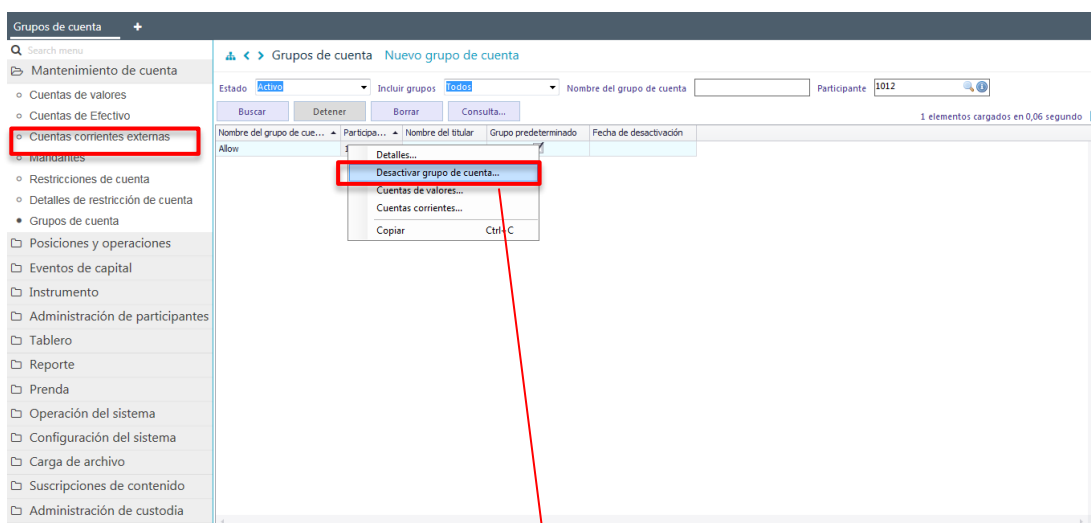 Grupos de cuenta +
Search menu
Mantenimiento de cuenta
Cuentas de valores
Cuentas de Efectivo
Cuentas corrientes externas
Mandantes
Restricciones de cuenta
Detalles de restricción de cuenta
Grupos de cuenta
Posiciones y operaciones
Eventos de capital
Instrumento
Administración de participantes
Tablero
Reporte
Prenda
Operación del sistema
Configuración del sistema
Carga de archivo
Suscripciones de contenido
Administración de custodia
Grupos de cuenta Nuevo grupo de cuenta
Estado Activo Incluir grupos Todos Nombre del grupo de cuenta Participante 1012
Buscar Detener Borrar Consulta...
1 elementos cargados en 0,06 segundo
Nombre del grupo de cue... Participa... Nombre del titular Grupo predeterminado Fecha de desactivación
Allow 1
Detalles...
Desactivar grupo de cuenta...
Cuentas de valores...
Cuentas corrientes...
Copiar Ctrl+C